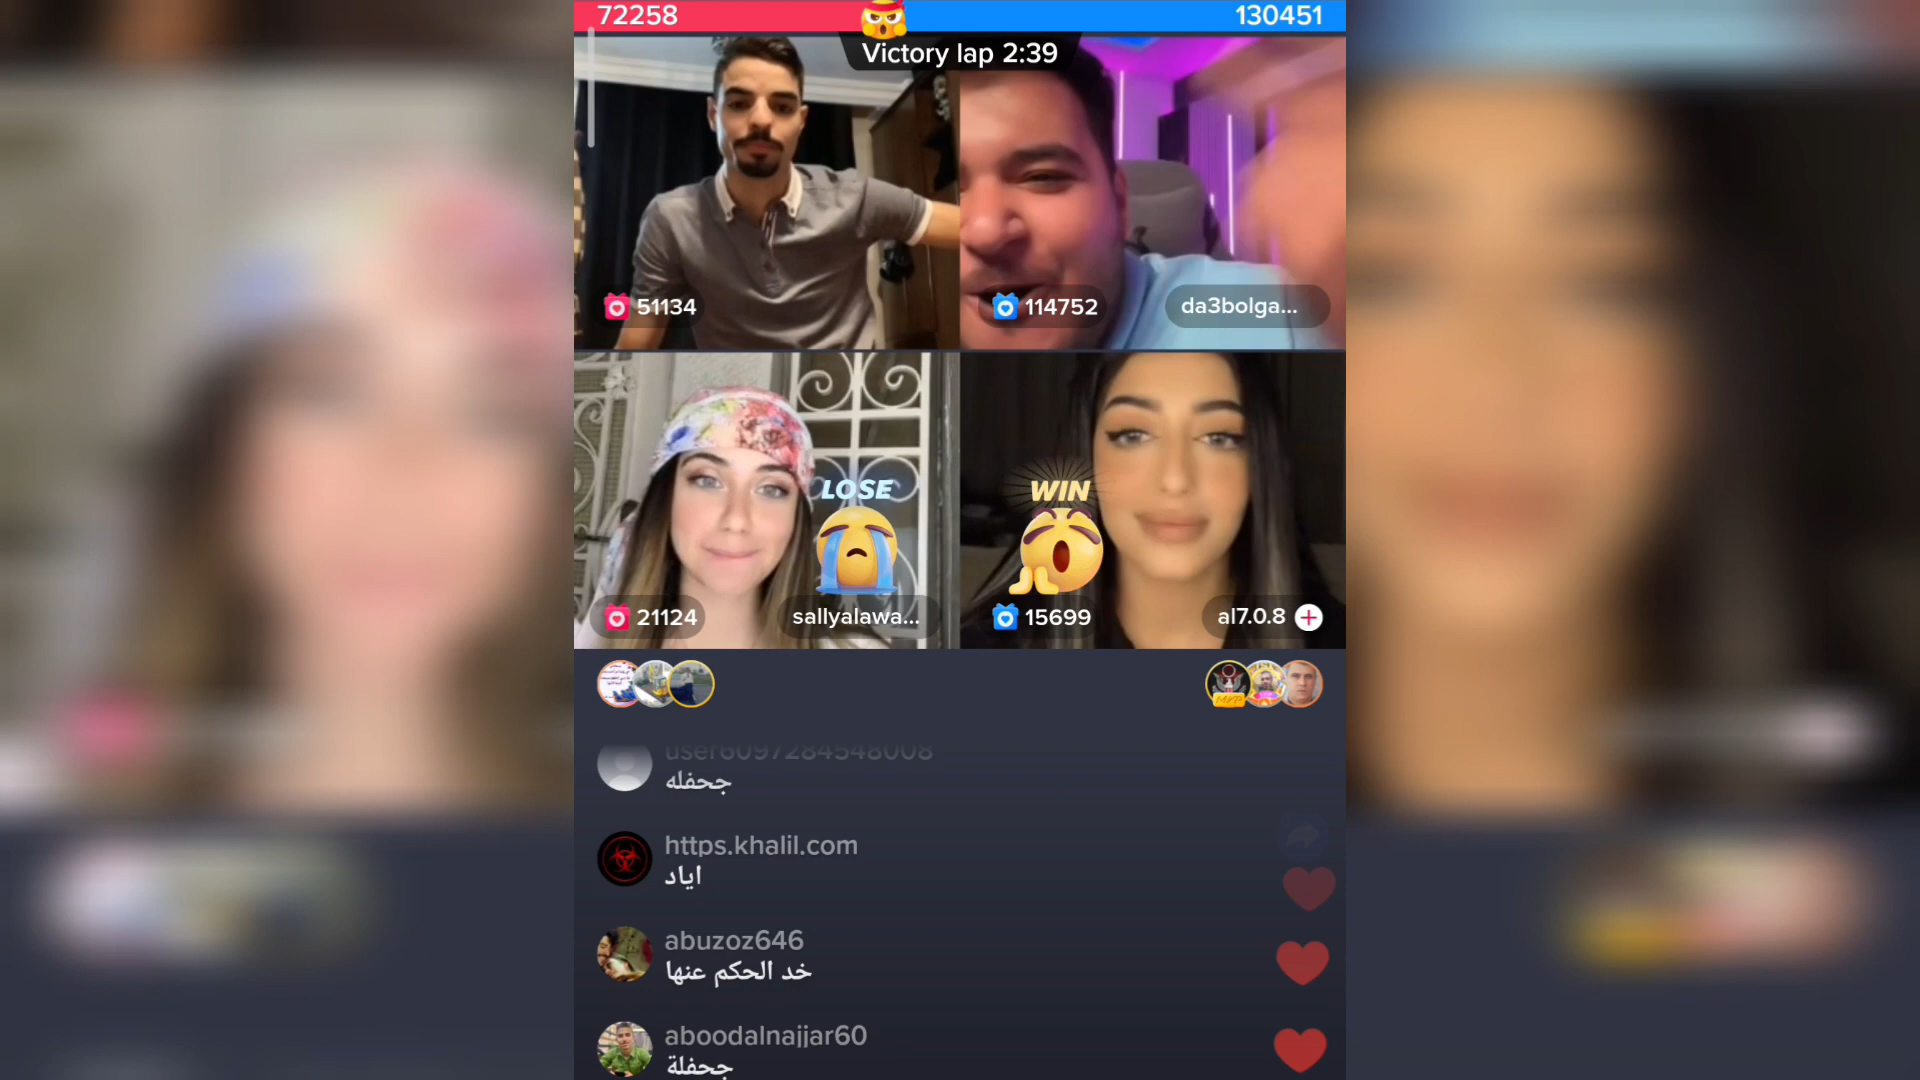 72258
130451
Victory lap 2:39
51134
114752
da3bolga...
LOSE
WIN
21124
sallyalawa...
15699
al7.0.8
user6097284548008
جحفله
https.khalil.com
اياد
abuzoz646
خد الحكم عنها
aboodalnajjar60
جحفلة